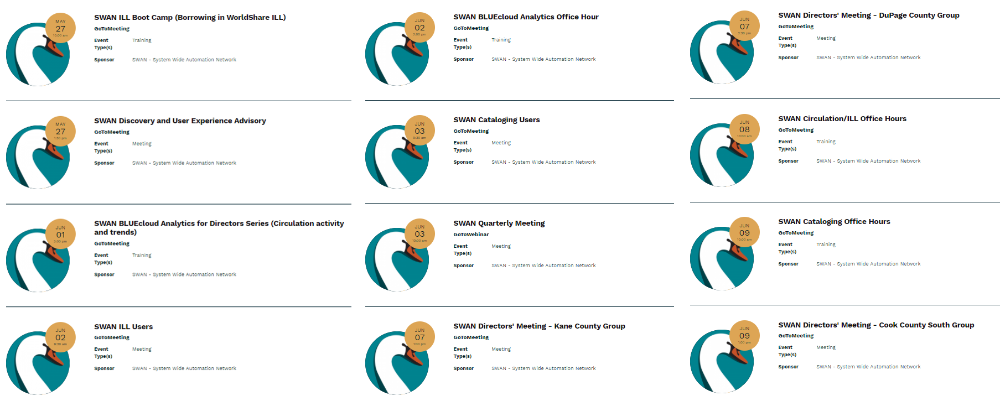 MAY
27
10:00 am
SWAN ILL Boot Camp (Borrowing in WorldShare ILL)
GoToMeeting
Event Type(s)
Training
Sponsor
SWAN - System Wide Automation Network
MAY
27
1:30 pm
SWAN Discovery and User Experience Advisory
GoToMeeting
Event Type(s)
Meeting
Sponsor
SWAN - System Wide Automation Network
JUN
01
3:00 pm
SWAN BLUEcloud Analytics for Directors Series (Circulation activity
and trends)
GoToMeeting
Event Type(s)
Training
Sponsor
SWAN - System Wide Automation Network
JUN
02
9:30 am
SWAN ILL Users
GoToMeeting
Event Type(s)
Meeting
Sponsor
SWAN - System Wide Automation Network
JUN
02
2:00 pm
SWAN BLUEcloud Analytics Office Hour
GoToMeeting
Event Type(s)
Training
Sponsor
SWAN - System Wide Automation Network
JUN
03
9:30 am
SWAN Cataloging Users
GoToMeeting
Event Type(s)
Meeting
Sponsor
SWAN - System Wide Automation Network
JUN
03
10:00 am
SWAN Quarterly Meeting
GoToWebinar
Event Type(s)
Meeting
Sponsor
SWAN - System Wide Automation Network
JUN
07
1:00 pm
SWAN Directors' Meeting - Kane County Group
GoToMeeting
Event Type(s)
Meeting
Sponsor
SWAN - System Wide Automation Network
JUN
07
2:30 pm
SWAN Directors' Meeting - DuPage County Group
GoToMeeting
Event Type(s)
Meeting
Sponsor
SWAN - System Wide Automation Network
JUN
08
10:00 am
SWAN Circulation/ILL Office Hours
GoToMeeting
Event Type(s)
Training
Sponsor
SWAN - System Wide Automation Network
JUN
09
10:00 am
SWAN Cataloging Office Hours
GoToMeeting
Event Type(s)
Training
Sponsor
SWAN - System Wide Automation Network
JUN
09
1:00 pm
SWAN Directors' Meeting - Cook County South Group
GoToMeeting
Event Type(s)
Meeting
Sponsor
SWAN - System Wide Automation Network